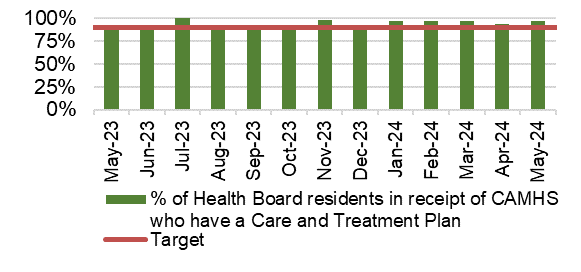 100%
75%
50%
25%
0%
May-23
Jun-23
Jul-23
Aug-23
Sep-23
Oct-23
Nov-23
Dec-23
Jan-24
Feb-24
Mar-24
Apr-24
May-24
% of Health Board residents in receipt of CAMHS
who have a Care and Treatment Plan
Target